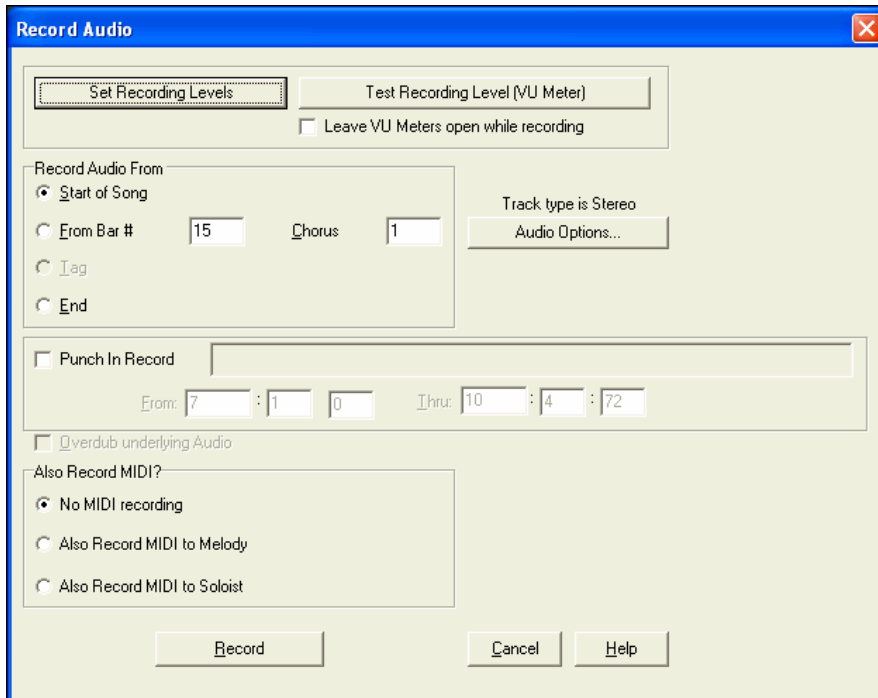 Record Audio
Set Recording Levels Test Recording Level (VU Meter)
Leave VU Meters open while recording
Record Audio From
Start of Song
Track type is Stereo
From Bar # 15 Chorus 1 Audio Options...
Tag
End
Punch In Record
From: 7 : 1 0 Thru: 10 : 4 : 72
Overdub underlying Audio
Also Record MIDI?
No MIDI recording
Also Record MIDI to Melody
Also Record MIDI to Soloist
Record Cancel Help